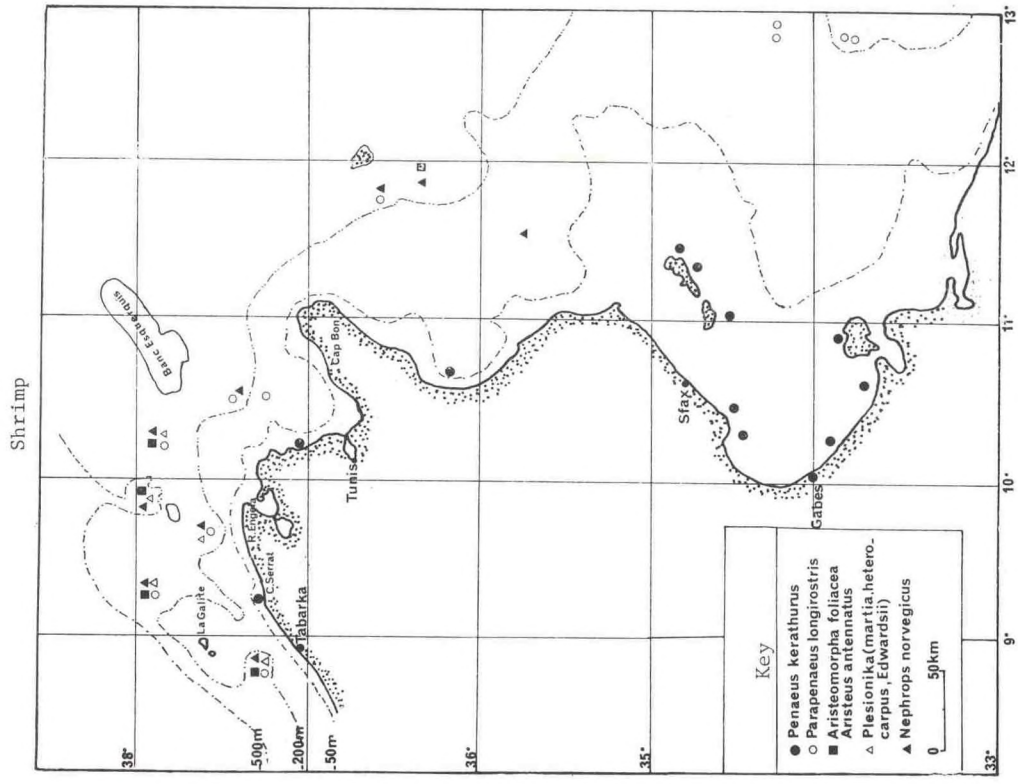 Shrimp
38°
-500m
-200m
-50m
36°
35°
33°
13°
12°
11°
10°
9°
Banc Esquerquis
La Galite
R. Engela
C. Serrat
Tabarka
Cap Bon
Tunis
Sfax
Gabes
Key
Penaeus kerathurus
Parapenaeus longirostris
Aristeomorpha foliacea
Aristeus antennatus
Plesionika(martia, hetero_
carpus, Edwardsii)
Nephrops norvegicus
0 50km